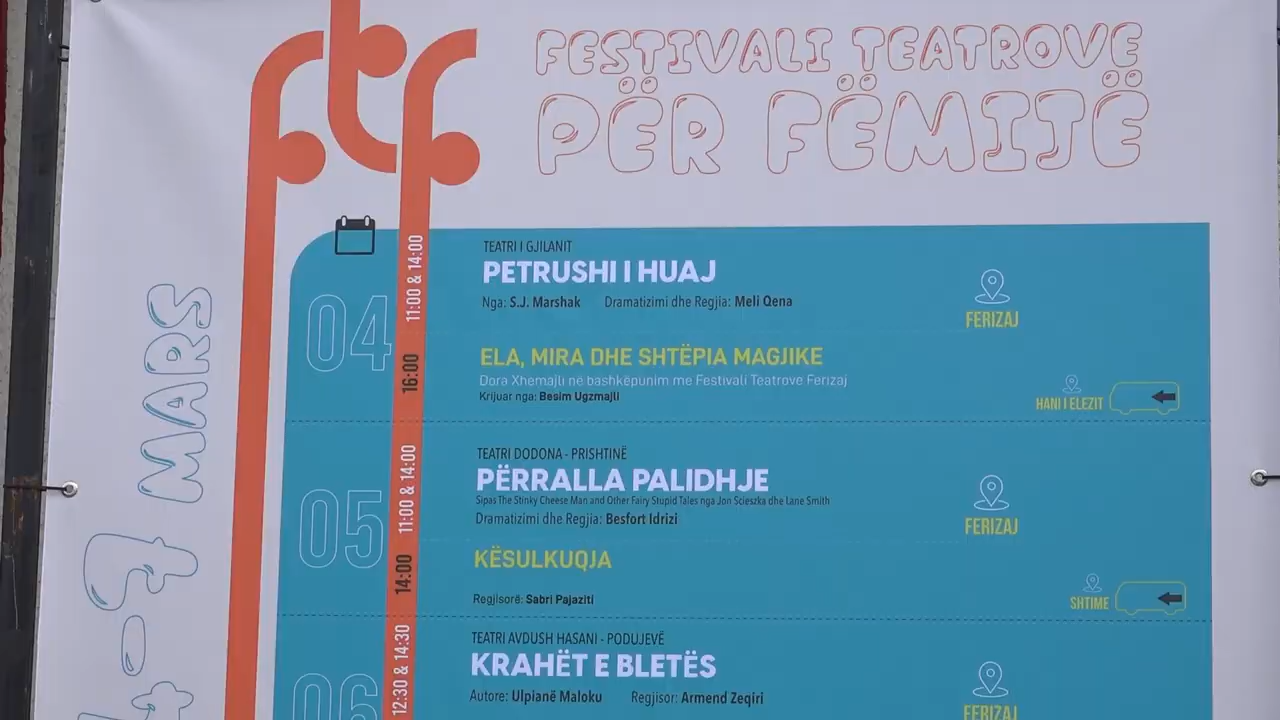 ftf
FESTIVALI TEATROVE
PËR FËMIJË
4-7 MARS
04
11:00 & 14:00
TEATRI I GJILANIT
PETRUSHI I HUAJ
Nga: S.J. Marshak Dramatizimi dhe Regjia: Meli Qena
FERIZAJ
16:00
ELA, MIRA DHE SHTËPIA MAGJIKE
Dora Xhemajli në bashkëpunim me Festivali Teatrove Ferizaj
Krijuar nga: Besim Ugzmajli
HANI I ELEZIT
05
11:00 & 14:00
TEATRI DODONA - PRISHTINË
PËRRALLA PALIDHJE
Sipas The Stinky Cheese Man and Other Fairy Stupid Tales nga Jon Scieszka dhe Lane Smith
Dramatizimi dhe Regjia: Besfort Idrizi
FERIZAJ
14:00
KËSULKUQJA
Regjisorë: Sabri Pajaziti
SHTIME
06
12:30 & 14:30
TEATRI AVDUSH HASANI - PODUJEVË
KRAHËT E BLETËS
Autore: Ulpianë Maloku Regjisor: Armend Zeqiri
FERIZAJ